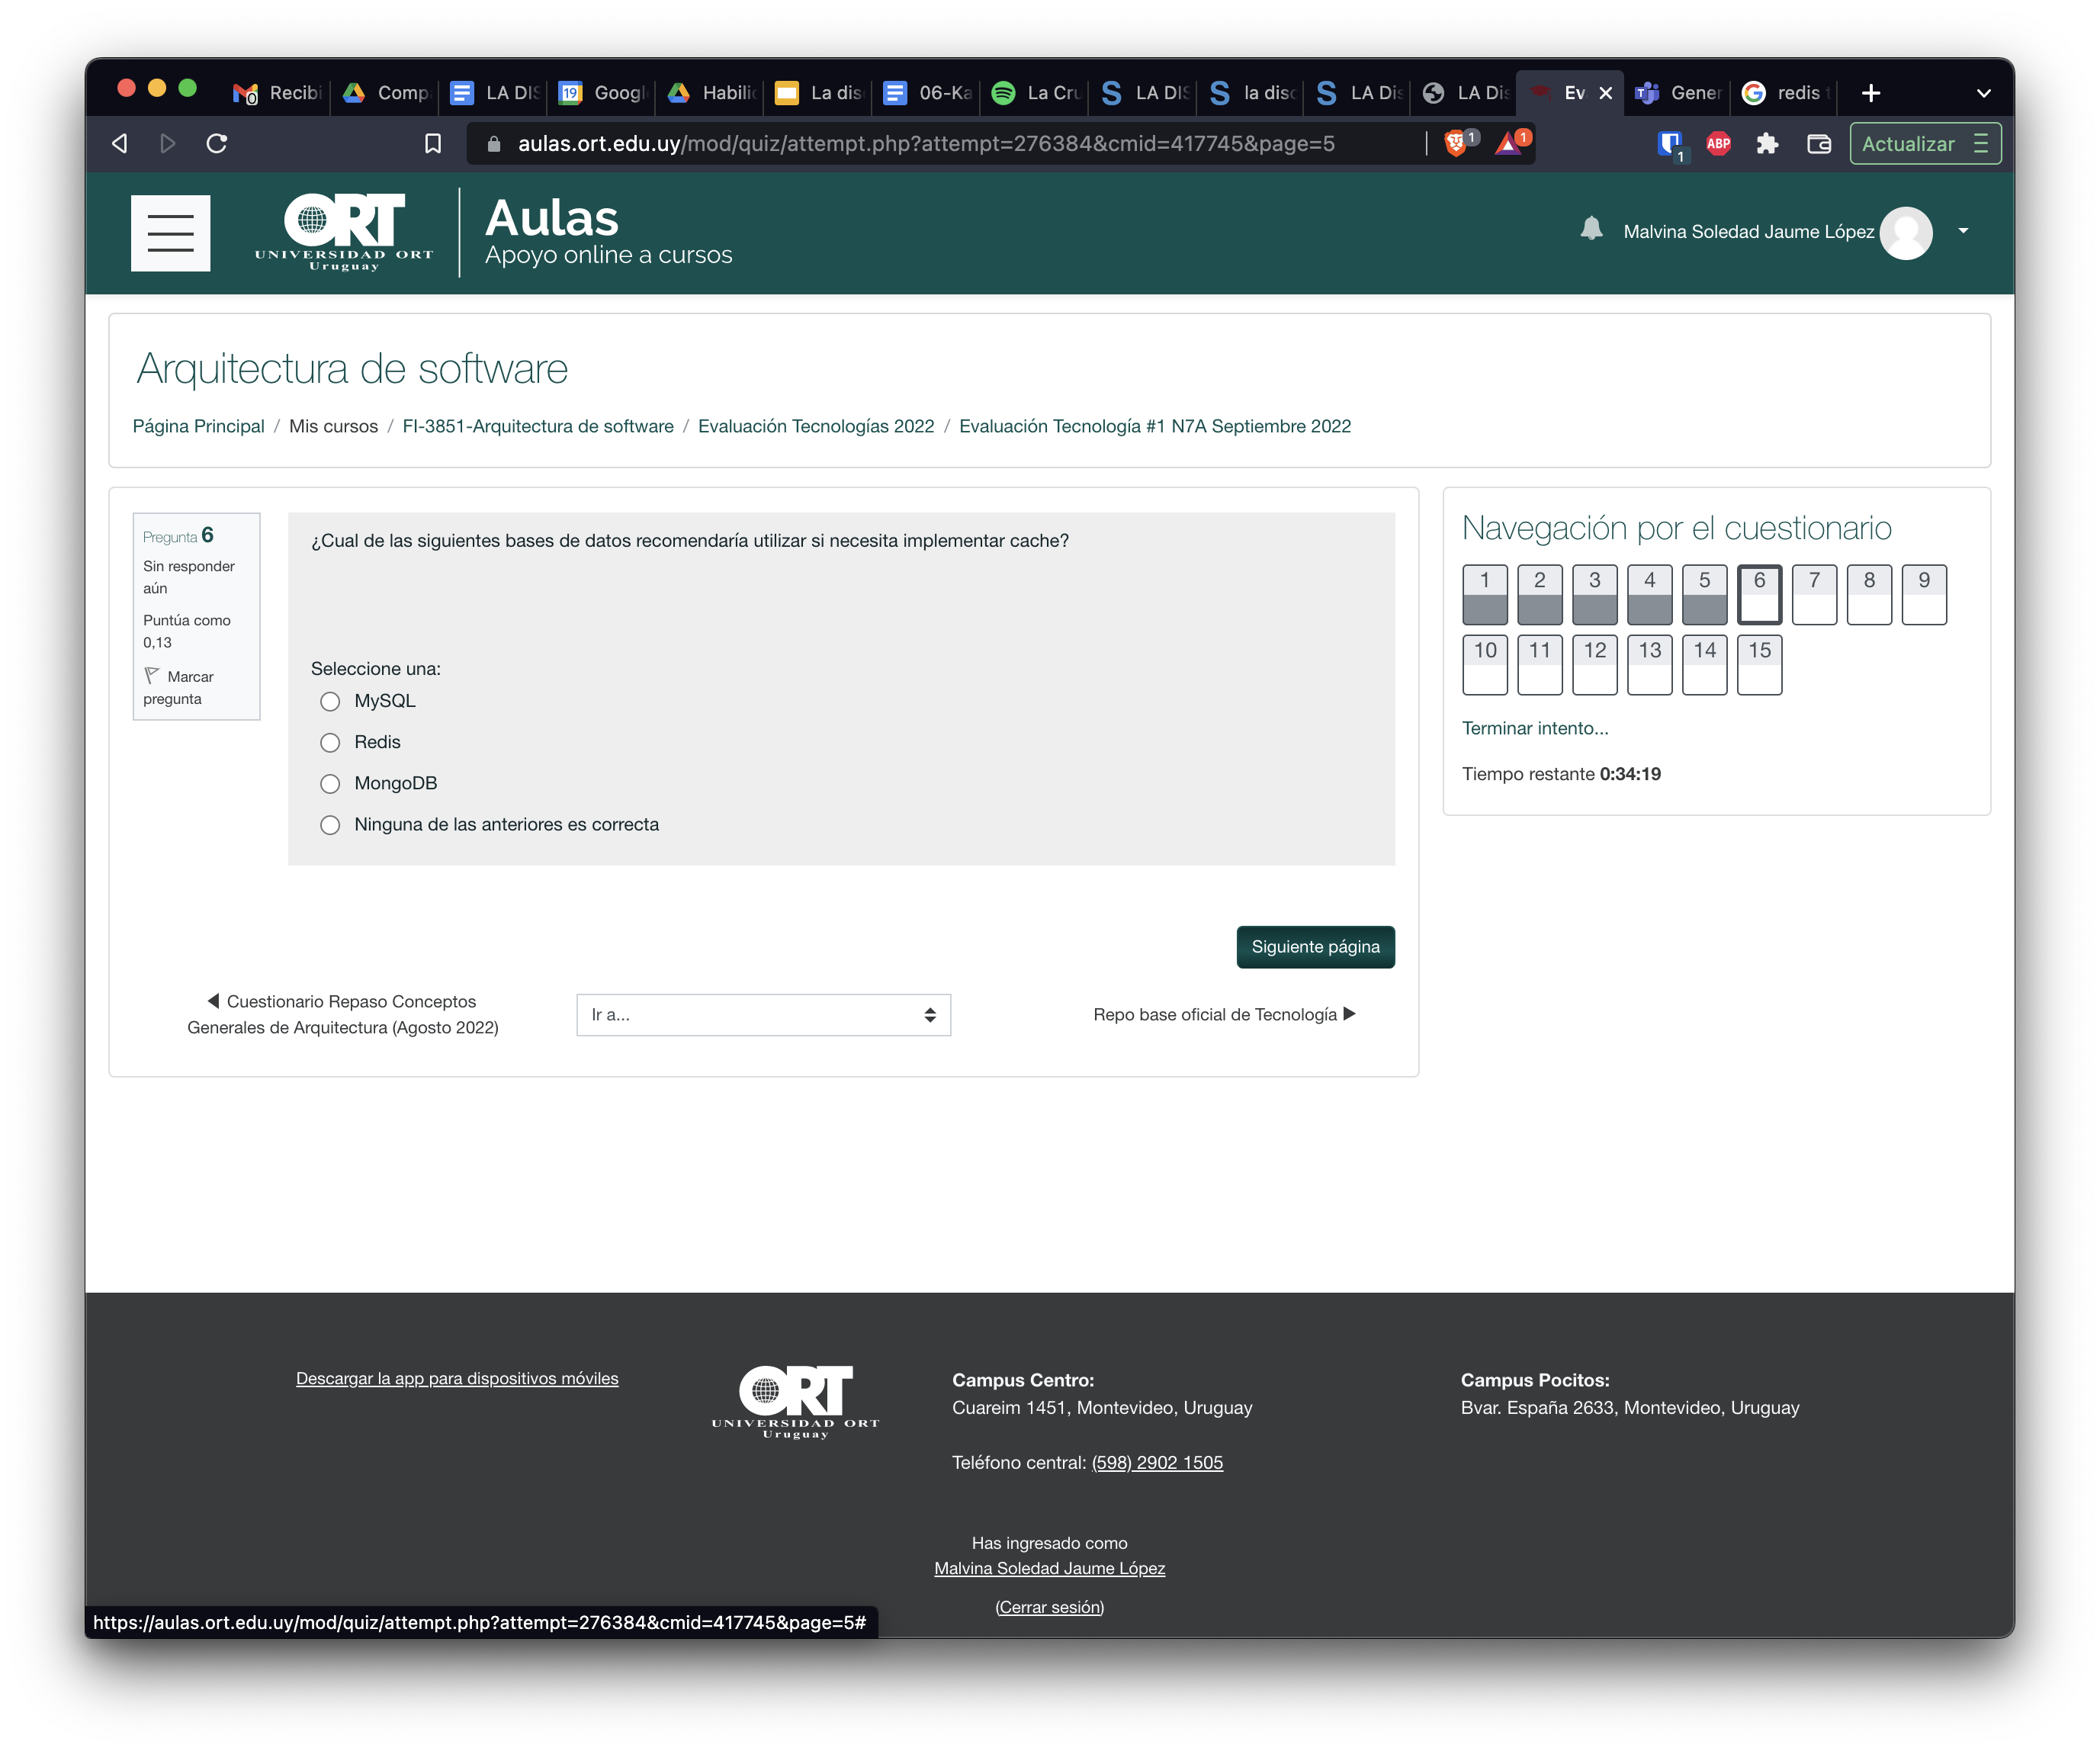 Recibi
Comp
LA DIS
Googl
Habilid
La dis
06-Ka
La Cru
LA DIS
la disc
LA Dis
LA Dis
Ev
Gener
redis t
aulas.ort.edu.uy/mod/quiz/attempt.php?attempt=276384&cmid=417745&page=5
1
1
1
ABP
Actualizar
ORT
UNIVERSIDAD ORT
Uruguay
Aulas
Apoyo online a cursos
Malvina Soledad Jaume López
Arquitectura de software
Página Principal / Mis cursos / FI-3851-Arquitectura de software / Evaluación Tecnologías 2022 / Evaluación Tecnología #1 N7A Septiembre 2022
Pregunta 6
Sin responder
aún
Puntúa como
0,13
Marcar
pregunta
¿Cual de las siguientes bases de datos recomendaría utilizar si necesita implementar cache?
Seleccione una:
MySQL
Redis
MongoDB
Ninguna de las anteriores es correcta
Siguiente página
◀ Cuestionario Repaso Conceptos
Generales de Arquitectura (Agosto 2022)
Ir a...
Repo base oficial de Tecnología ▶
Navegación por el cuestionario
1 2 3 4 5 6 7 8 9
10 11 12 13 14 15
Terminar intento...
Tiempo restante 0:34:19
Descargar la app para dispositivos móviles
ORT
UNIVERSIDAD ORT
Uruguay
Campus Centro:
Cuareim 1451, Montevideo, Uruguay
Teléfono central: (598) 2902 1505
Campus Pocitos:
Bvar. España 2633, Montevideo, Uruguay
Has ingresado como
Malvina Soledad Jaume López
(Cerrar sesión)
https://aulas.ort.edu.uy/mod/quiz/attempt.php?attempt=276384&cmid=417745&page=5#